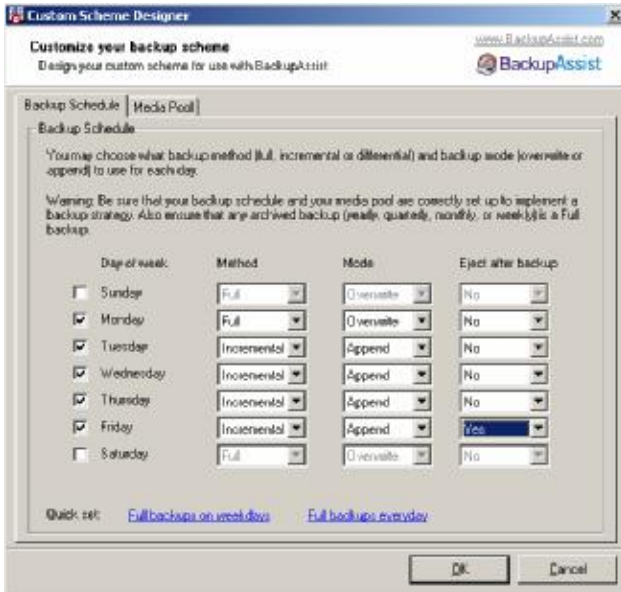 Custom Scheme Designer
Customize your backup scheme
Design your custom scheme for use with BackupAssist
www.BackupAssist.com
BackupAssist
Backup Schedule Media Pool
Backup Schedule
You may choose what backup method (full, incremental or differential) and backup mode (overwrite or
append) to use for each day.
Warning: Be sure that your backup schedule and your media pool are correctly set up to implement a
backup strategy. Also ensure that any archived backup (yearly, quarterly, monthly, or weekly) is a Full
backup.
Day of week Method Mode Eject after backup
Sunday Full Overwrite No
Monday Full Overwrite No
Tuesday Incremental Append No
Wednesday Incremental Append No
Thursday Incremental Append No
Friday Incremental Append Yes
Saturday Full Overwrite No
Quick set: Full backups on weekdays Full backups everyday
OK Cancel